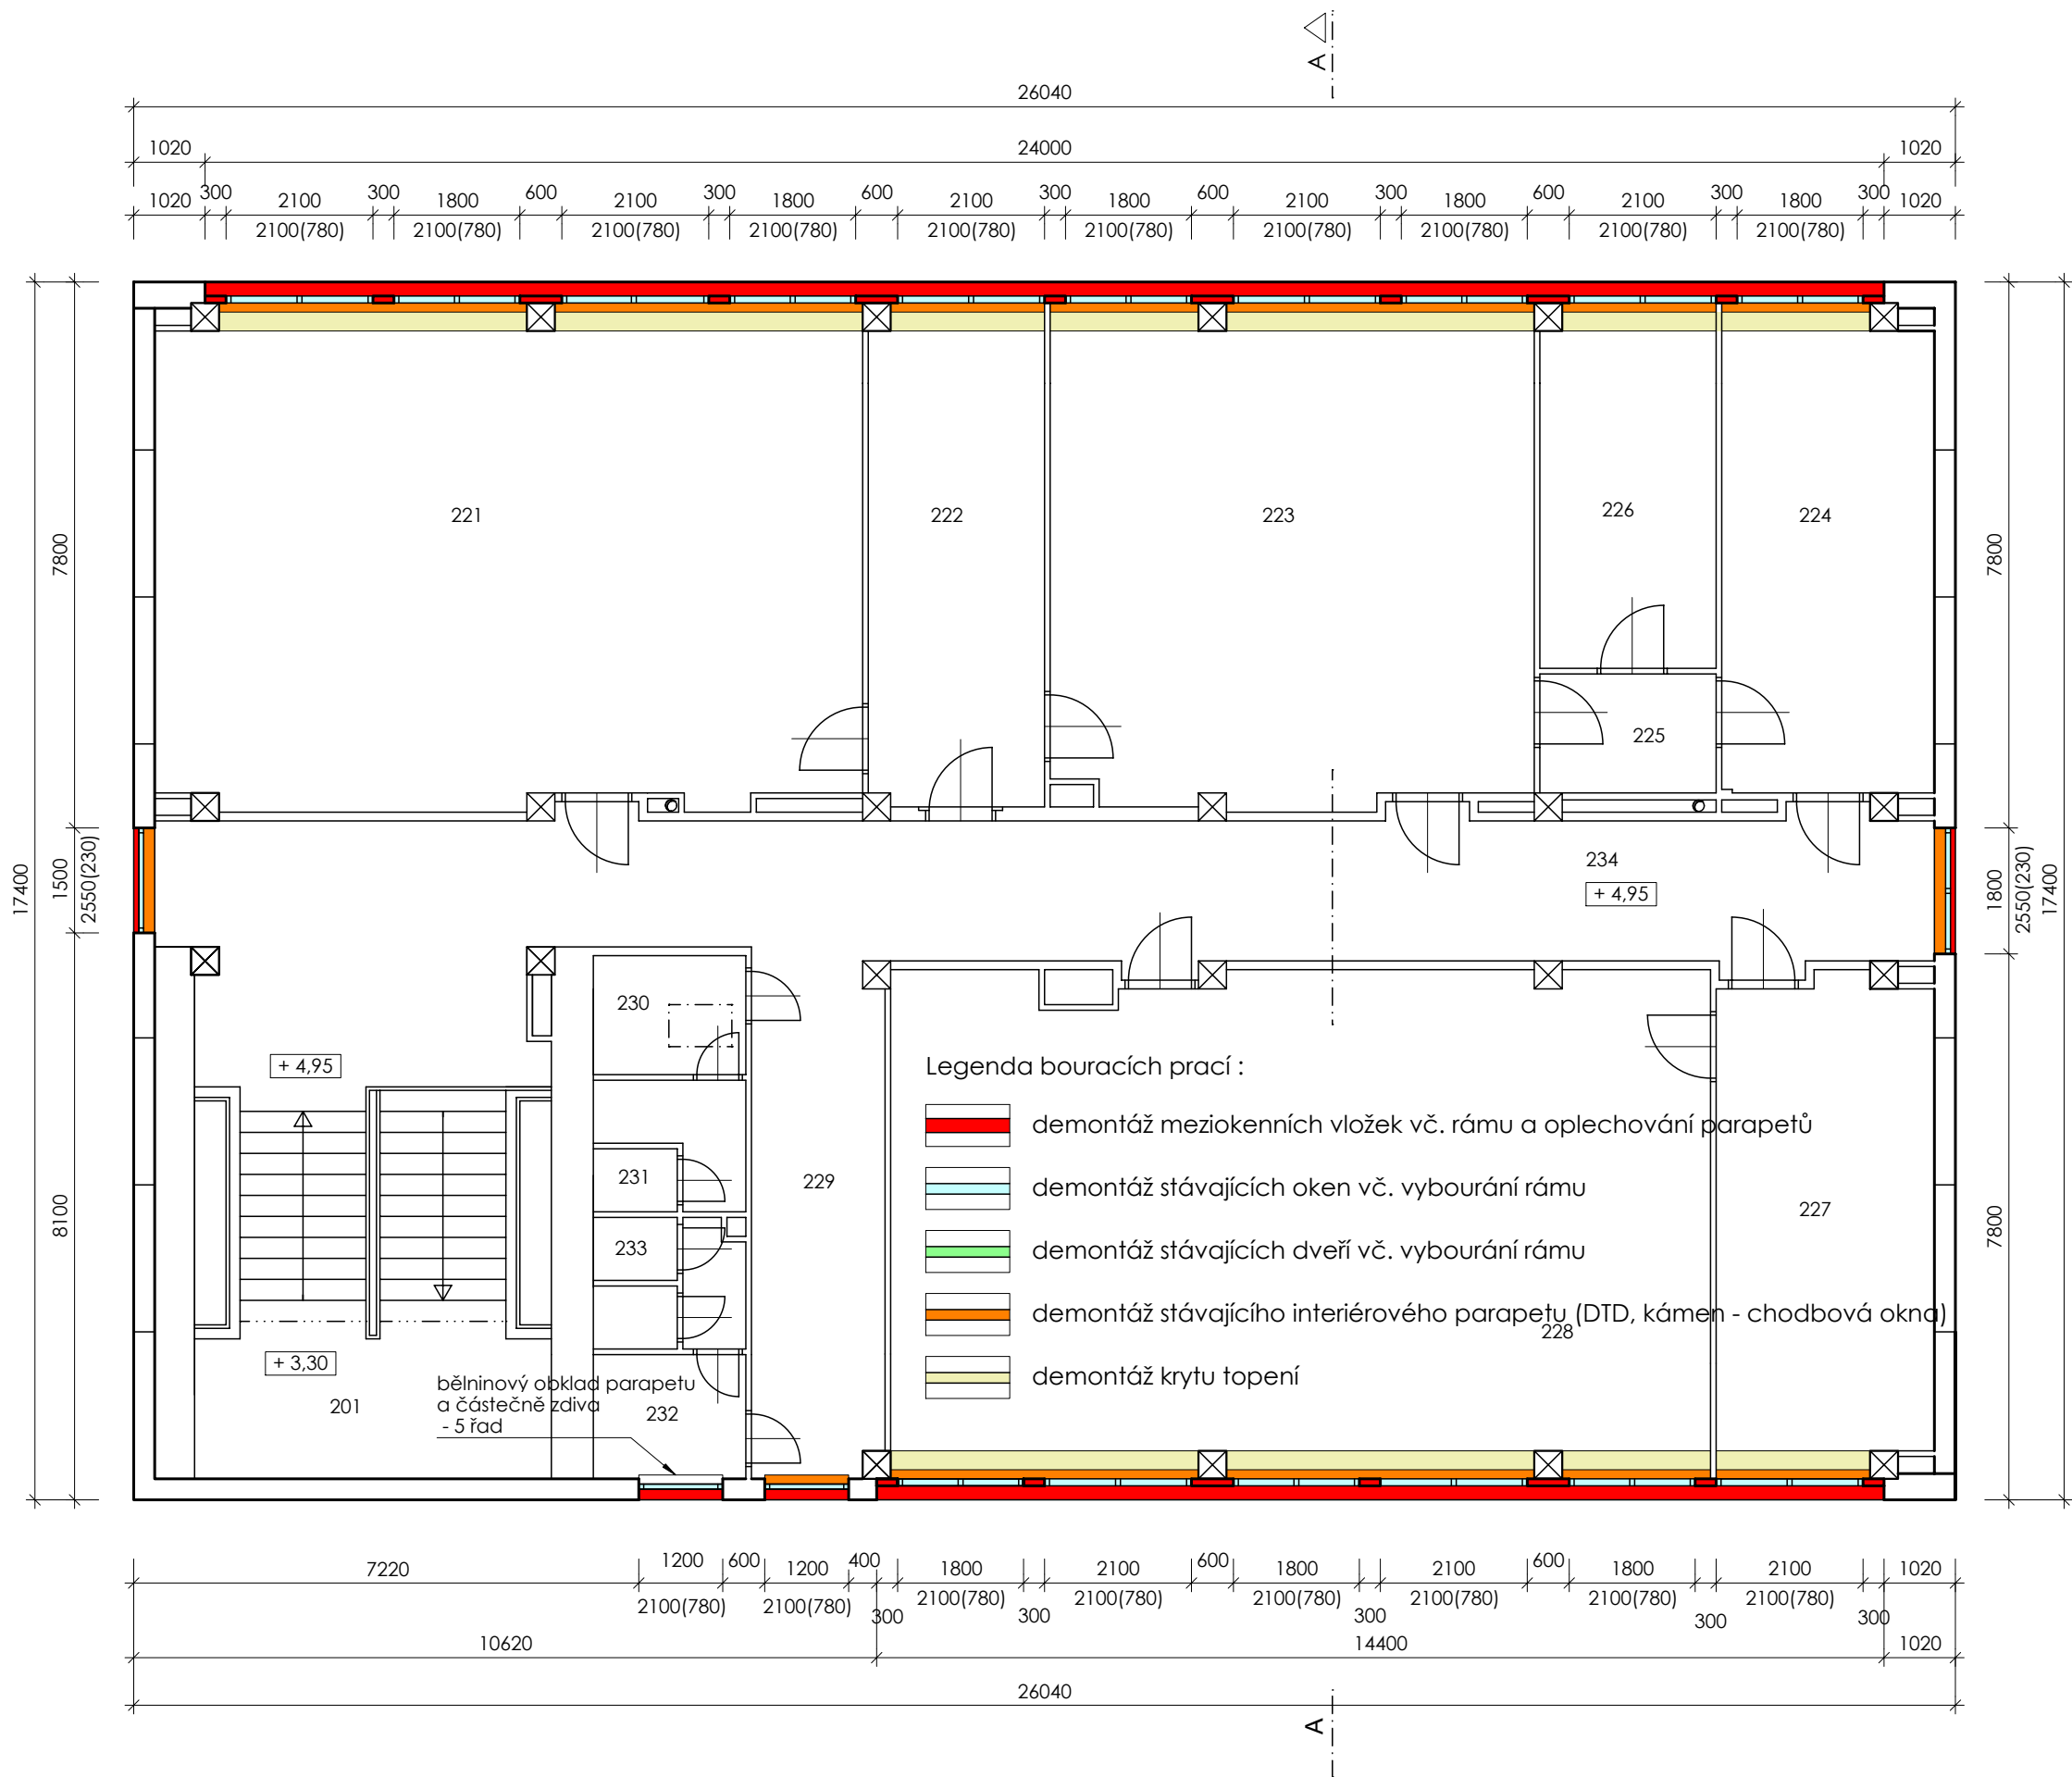 A
26040
1020 24000 1020
1020 300 2100 300 1800 600 2100 300 1800 600 2100 300 1800 600 2100 300 1800 600 2100 300 1800 300 1020
2100(780) 2100(780) 2100(780) 2100(780) 2100(780) 2100(780) 2100(780) 2100(780) 2100(780) 2100(780)
17400
7800
1500
2550(230)
8100
7800
1800
2550(230)
17400
7800
221
222
223
226
224
225
234
+ 4,95
230
+ 4,95
231
229
233
227
228
+ 3,30
201
232
bělninový obklad parapetu
a částečně zdiva
- 5 řad
Legenda bouracích prací :
demontáž meziokenních vložek vč. rámu a oplechování parapetů
demontáž stávajících oken vč. vybourání rámu
demontáž stávajících dveří vč. vybourání rámu
demontáž stávajícího interiérového parapetu (DTD, kámen - chodbová okna)
demontáž krytu topení
7220 1200 600 1200 400 1800 2100 600 1800 2100 600 1800 2100 1020
2100(780) 2100(780) 300 2100(780) 300 2100(780) 2100(780) 300 2100(780) 2100(780) 300 2100(780) 300
10620 14400 1020
26040
A